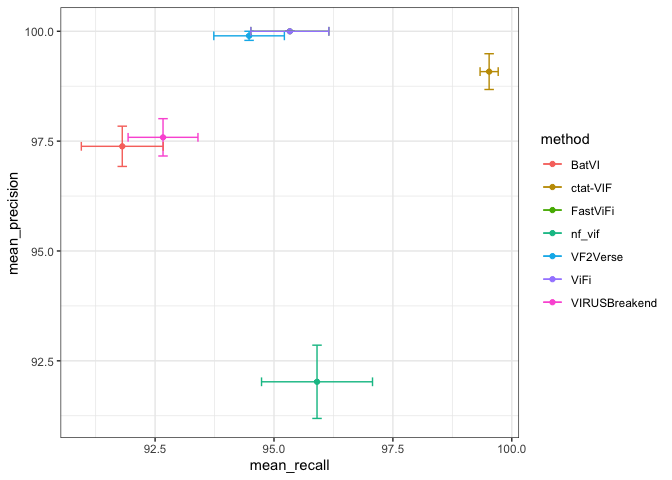 100.0
97.5
95.0
92.5
mean_precision
92.5
95.0
97.5
100.0
mean_recall
method
BatVI
ctat-VIF
FastViFi
nf_vif
VF2Verse
ViFi
VIRUSBreakend